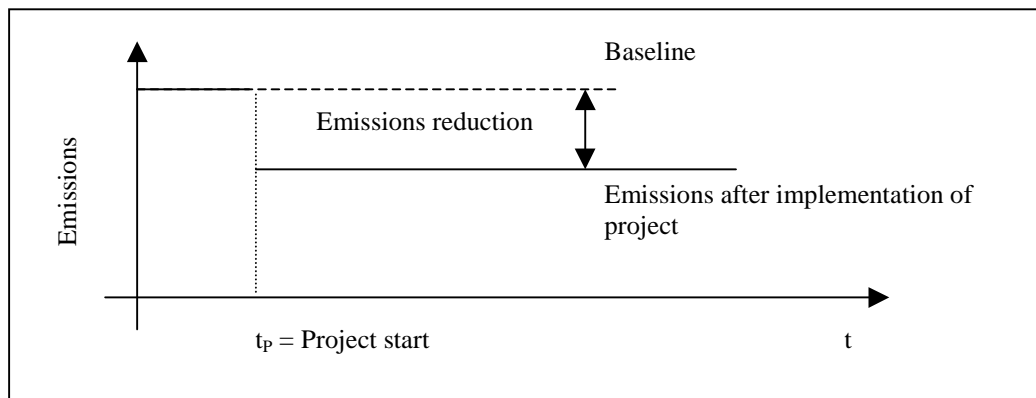 Baseline
Emissions reduction
Emissions
Emissions after implementation of
project
tP = Project start
t